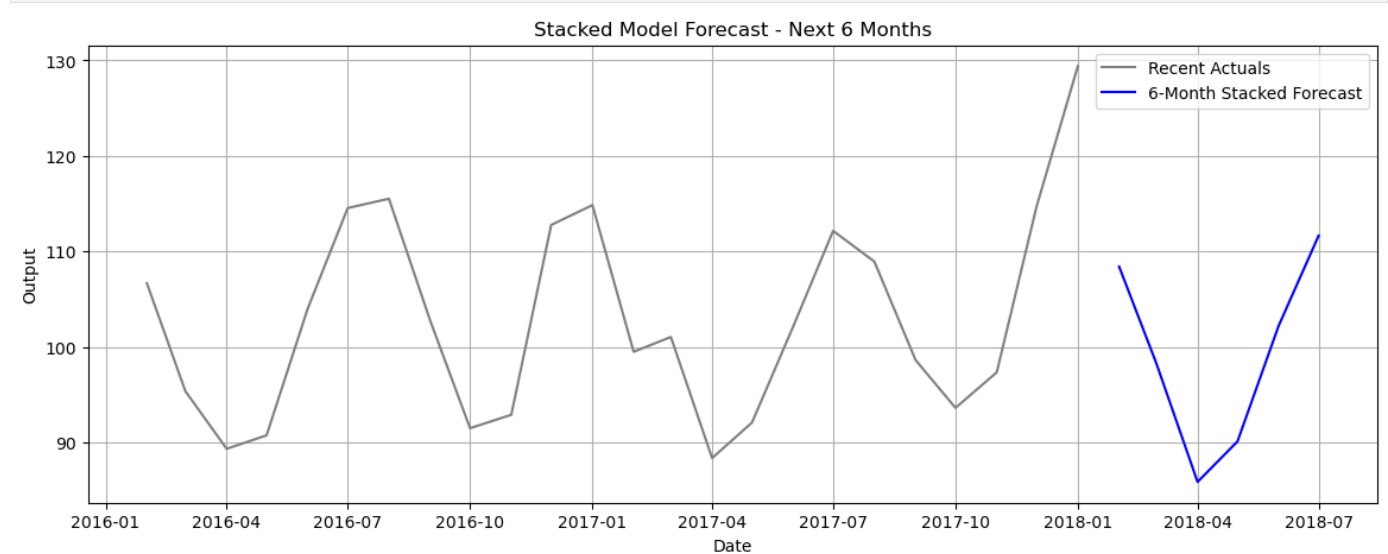 Stacked Model Forecast - Next 6 Months
Recent Actuals
6-Month Stacked Forecast
130
120
110
100
90
Output
2016-01 2016-04 2016-07 2016-10 2017-01 2017-04 2017-07 2017-10 2018-01 2018-04 2018-07
Date